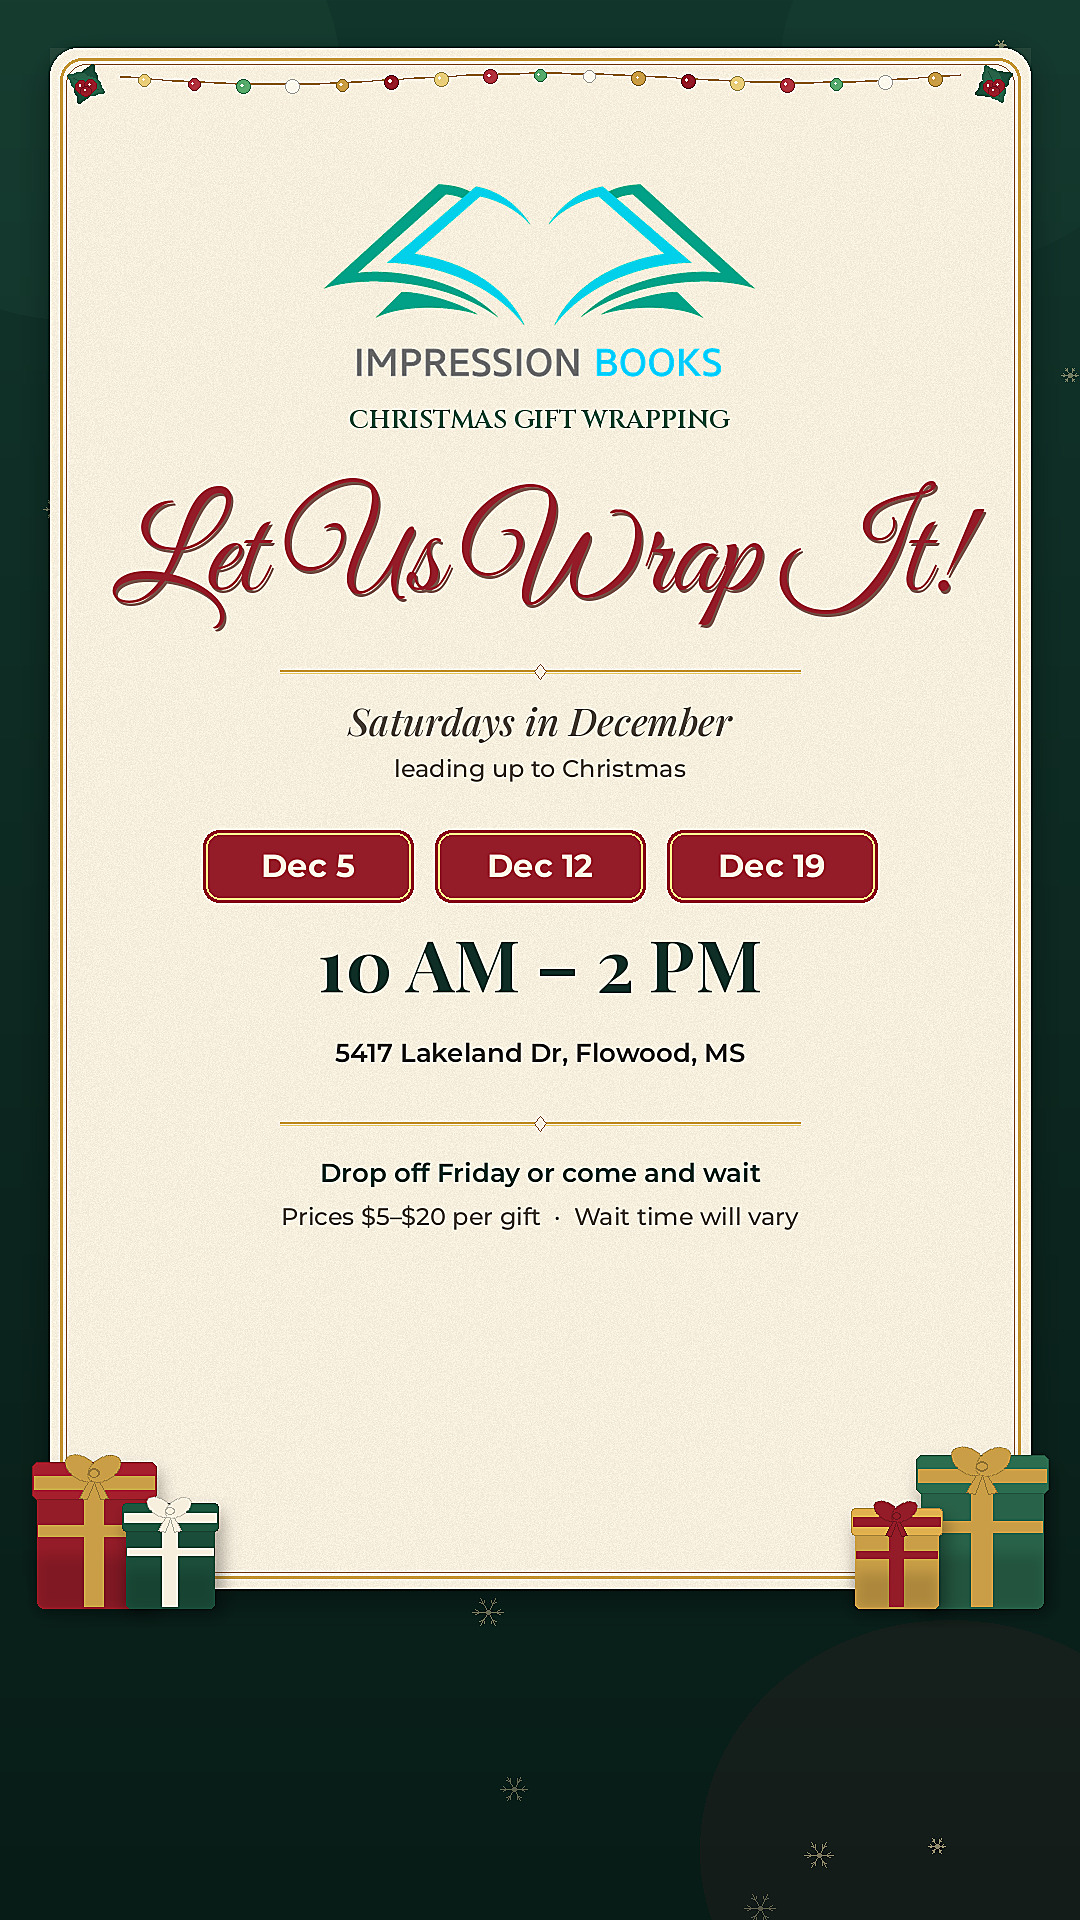 IMPRESSION BOOKS
CHRISTMAS GIFT WRAPPING
Let Us Wrap It!
Saturdays in December
leading up to Christmas
Dec 5 Dec 12 Dec 19
10 AM – 2 PM
5417 Lakeland Dr, Flowood, MS
Drop off Friday or come and wait
Prices $5–$20 per gift · Wait time will vary